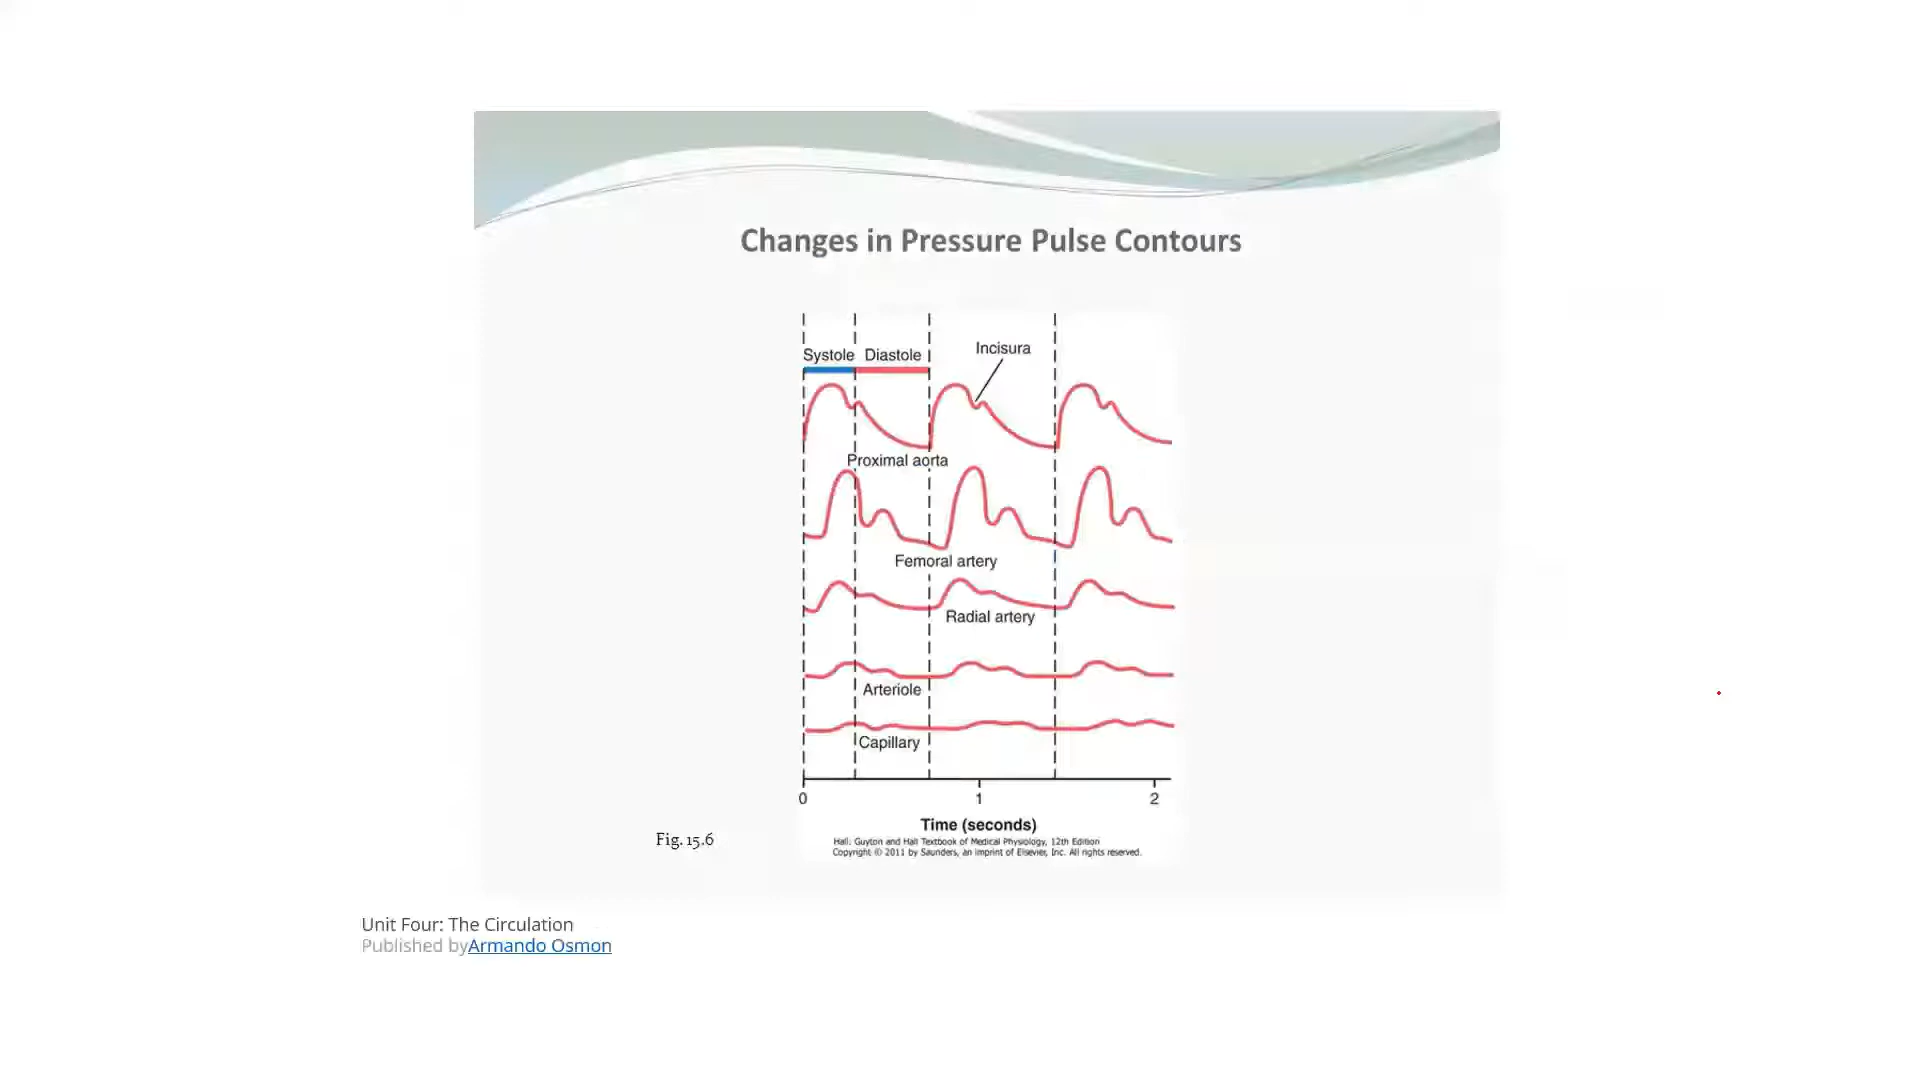 Changes in Pressure Pulse Contours
Systole Diastole
Incisura
Proximal aorta
Femoral artery
Radial artery
Arteriole
Capillary
0 1 2
Time (seconds)
Fig. 15.6
Hall: Guyton and Hall Textbook of Medical Physiology, 12th Edition
Copyright © 2011 by Saunders, an imprint of Elsevier, Inc. All rights reserved.
Unit Four: The Circulation
Published byArmando Osmon